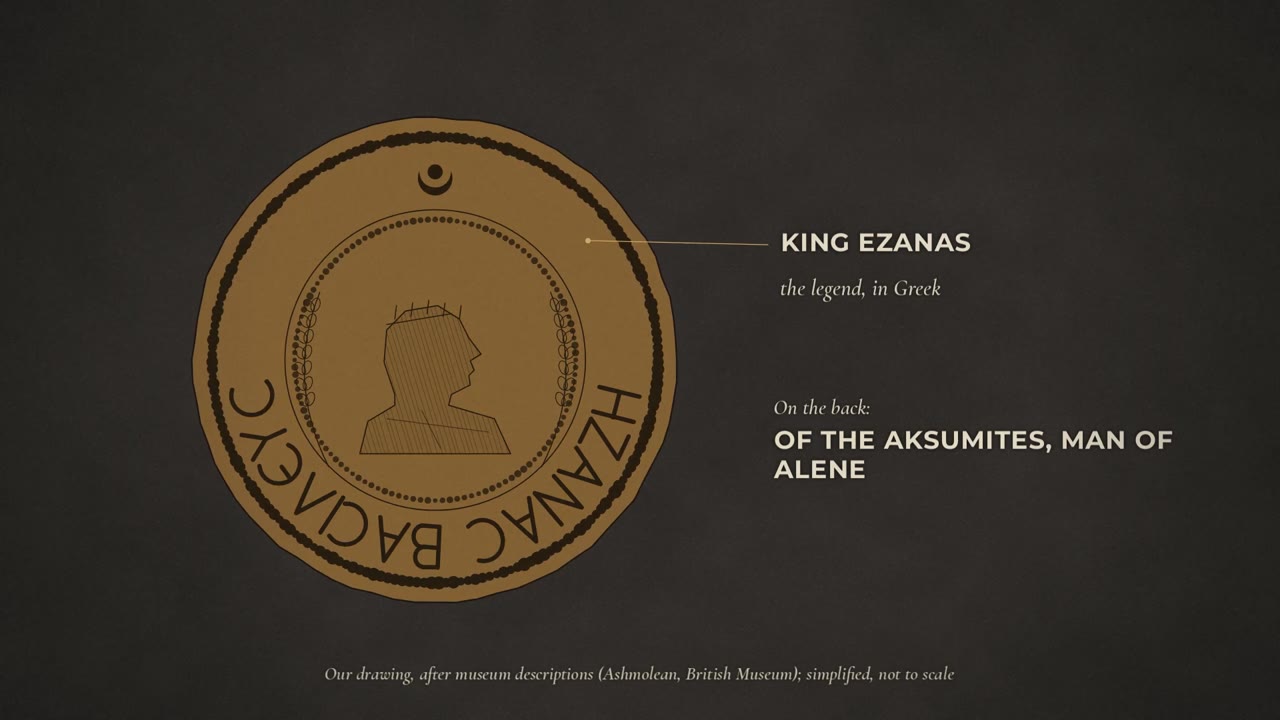 ΗΖΑΝΑϹ ΒΑϹΙΛΕΥϹ
KING EZANAS
the legend, in Greek
On the back:
OF THE AKSUMITES, MAN OF
ALENE
Our drawing, after museum descriptions (Ashmolean, British Museum); simplified, not to scale